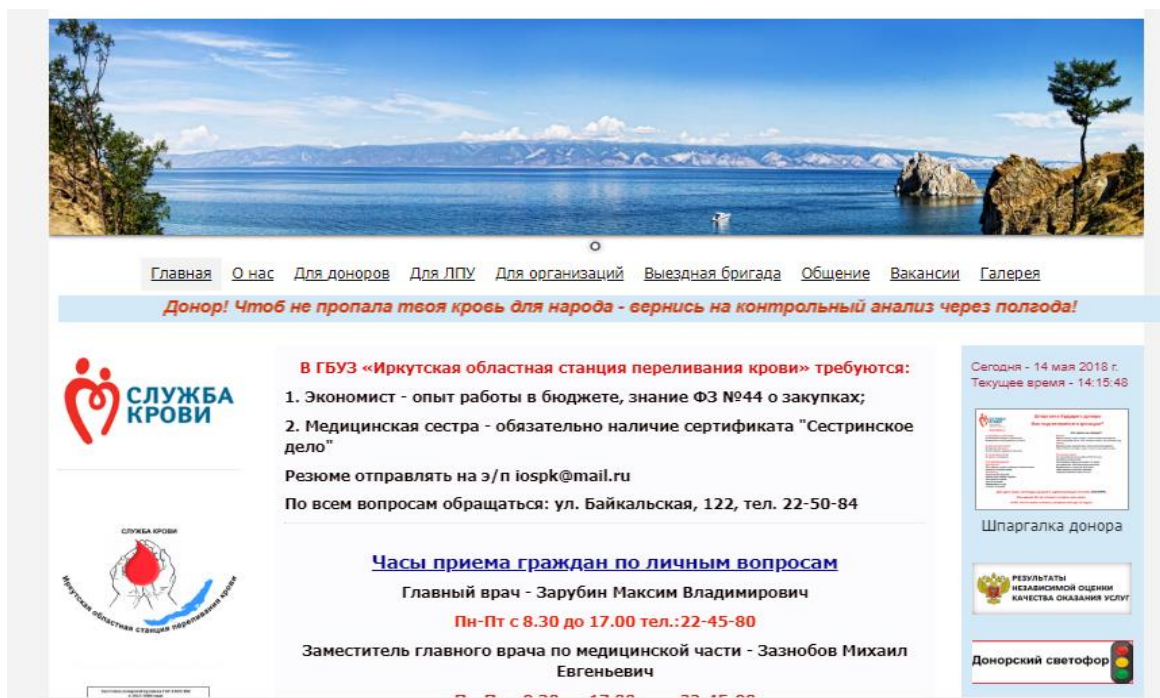 Главная О нас Для доноров Для ЛПУ Для организаций Выездная бригада Общение Вакансии Галерея
Донор! Чтоб не пропала твоя кровь для народа - вернись на контрольный анализ через полгода!
СЛУЖБА
КРОВИ
СЛУЖБА КРОВИ
Иркутская областная станция переливания крови
В ГБУЗ «Иркутская областная станция переливания крови» требуются:
1. Экономист - опыт работы в бюджете, знание ФЗ №44 о закупках;
2. Медицинская сестра - обязательно наличие сертификата "Сестринское
дело"
Резюме отправлять на э/п iospk@mail.ru
По всем вопросам обращаться: ул. Байкальская, 122, тел. 22-50-84
Часы приема граждан по личным вопросам
Главный врач - Зарубин Максим Владимирович
Пн-Пт с 8.30 до 17.00 тел.:22-45-80
Заместитель главного врача по медицинской части - Зазнобов Михаил
Евгеньевич
Сегодня - 14 мая 2018 г.
Текущее время - 14:15:48
Шпаргалка донора
РЕЗУЛЬТАТЫ
НЕЗАВИСИМОЙ ОЦЕНКИ
КАЧЕСТВА ОКАЗАНИЯ УСЛУГ
Донорский светофор